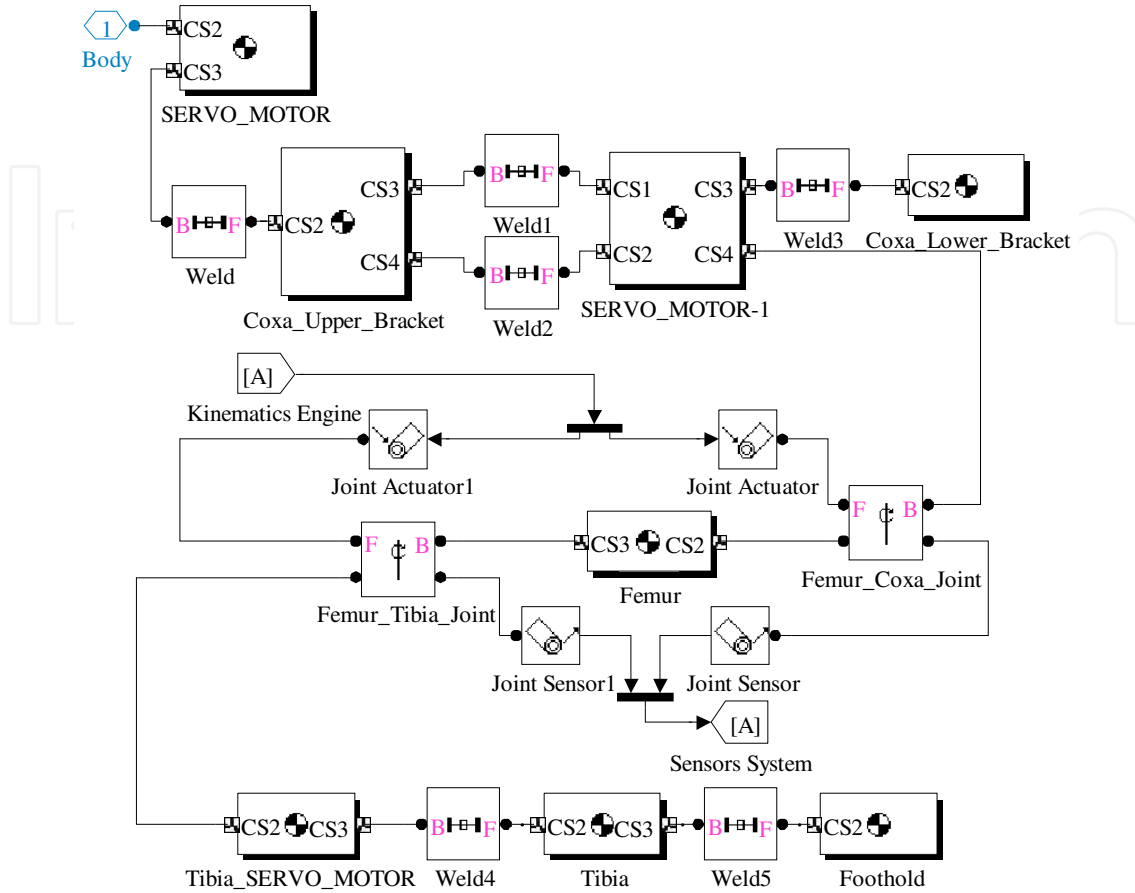 1
Body
CS2
CS3
SERVO_MOTOR
B F
Weld
CS2
CS3
CS4
Coxa_Upper_Bracket
B F
Weld1
B F
Weld2
CS1
CS2
CS3
CS4
SERVO_MOTOR-1
B F
Weld3
CS2
Coxa_Lower_Bracket
[A]
Kinematics Engine
Joint Actuator1
Joint Actuator
F B
Femur_Coxa_Joint
F B
Femur_Tibia_Joint
CS3 CS2
Femur
Joint Sensor1
Joint Sensor
[A]
Sensors System
CS2 CS3
Tibia_SERVO_MOTOR
B F
Weld4
CS2 CS3
Tibia
B F
Weld5
CS2
Foothold